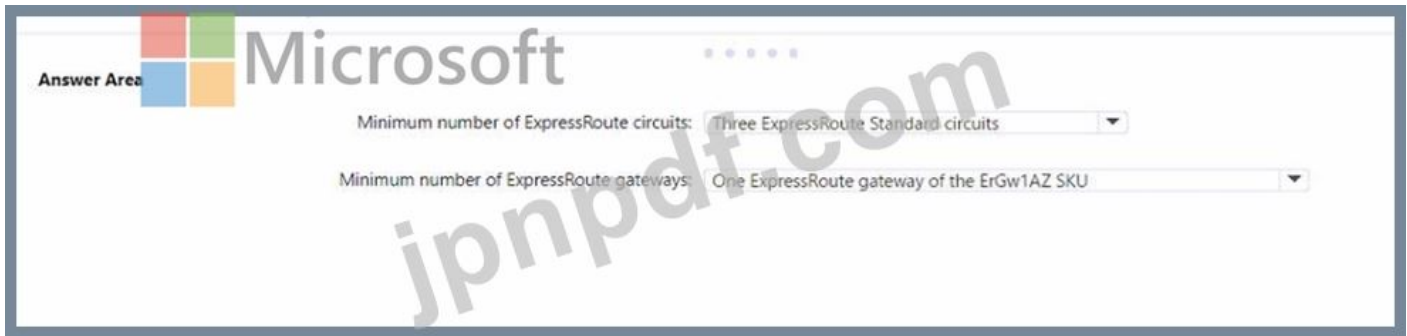 Microsoft
Answer Area
Minimum number of ExpressRoute circuits: Three ExpressRoute Standard circuits
Minimum number of ExpressRoute gateways: One ExpressRoute gateway of the ErGw1AZ SKU
jpnpdf.com